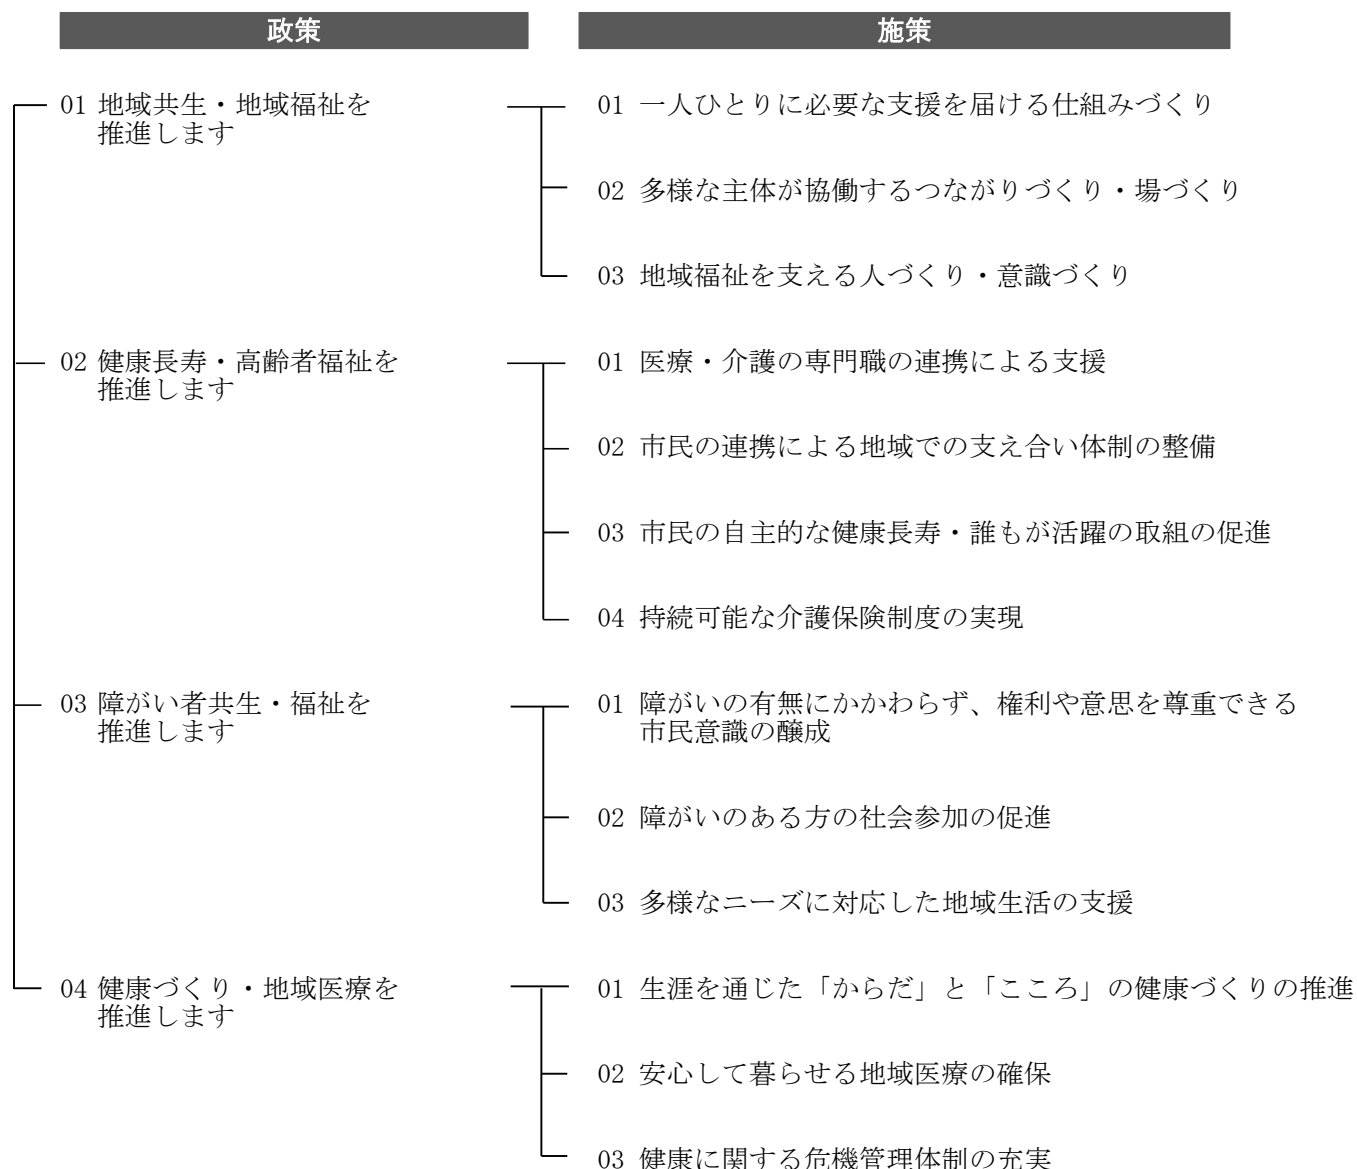 政策
施策
01 地域共生・地域福祉を
推進します
01 一人ひとりに必要な支援を届ける仕組みづくり
02 多様な主体が協働するつながりづくり・場づくり
03 地域福祉を支える人づくり・意識づくり
02 健康長寿・高齢者福祉を
推進します
01 医療・介護の専門職の連携による支援
02 市民の連携による地域での支え合い体制の整備
03 市民の自主的な健康長寿・誰もが活躍の取組の促進
04 持続可能な介護保険制度の実現
03 障がい者共生・福祉を
推進します
01 障がいの有無にかかわらず、権利や意思を尊重できる
市民意識の醸成
02 障がいのある方の社会参加の促進
03 多様なニーズに対応した地域生活の支援
04 健康づくり・地域医療を
推進します
01 生涯を通じた「からだ」と「こころ」の健康づくりの推進
02 安心して暮らせる地域医療の確保
03 健康に関する危機管理体制の充実